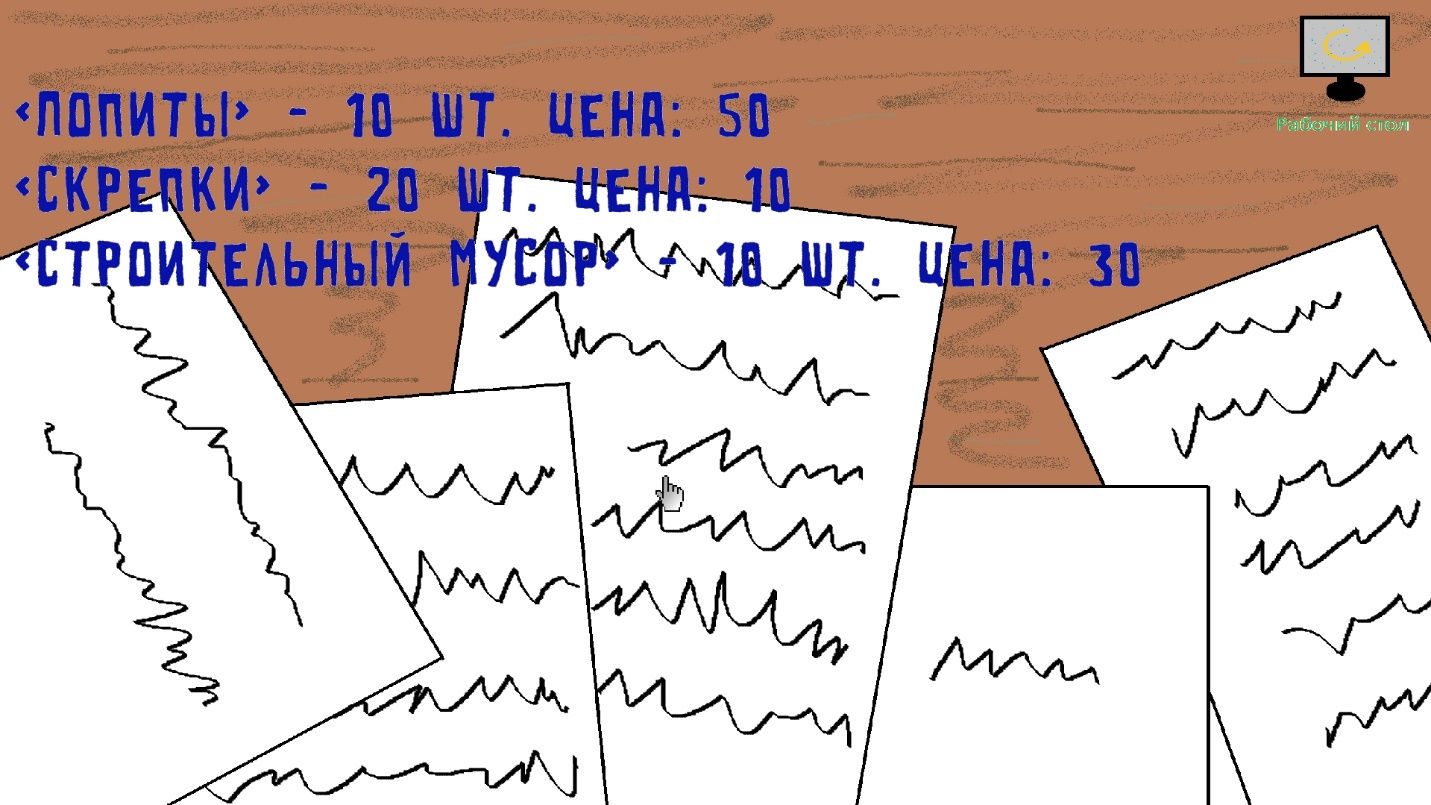 <ПОПИТЫ> - 10 ШТ. ЦЕНА: 50
<СКРЕПКИ> - 20 ШТ. ЦЕНА: 10
<СТРОИТЕЛЬНЫЙ МУСОР> - 10 ШТ. ЦЕНА: 30
Рабочий стол